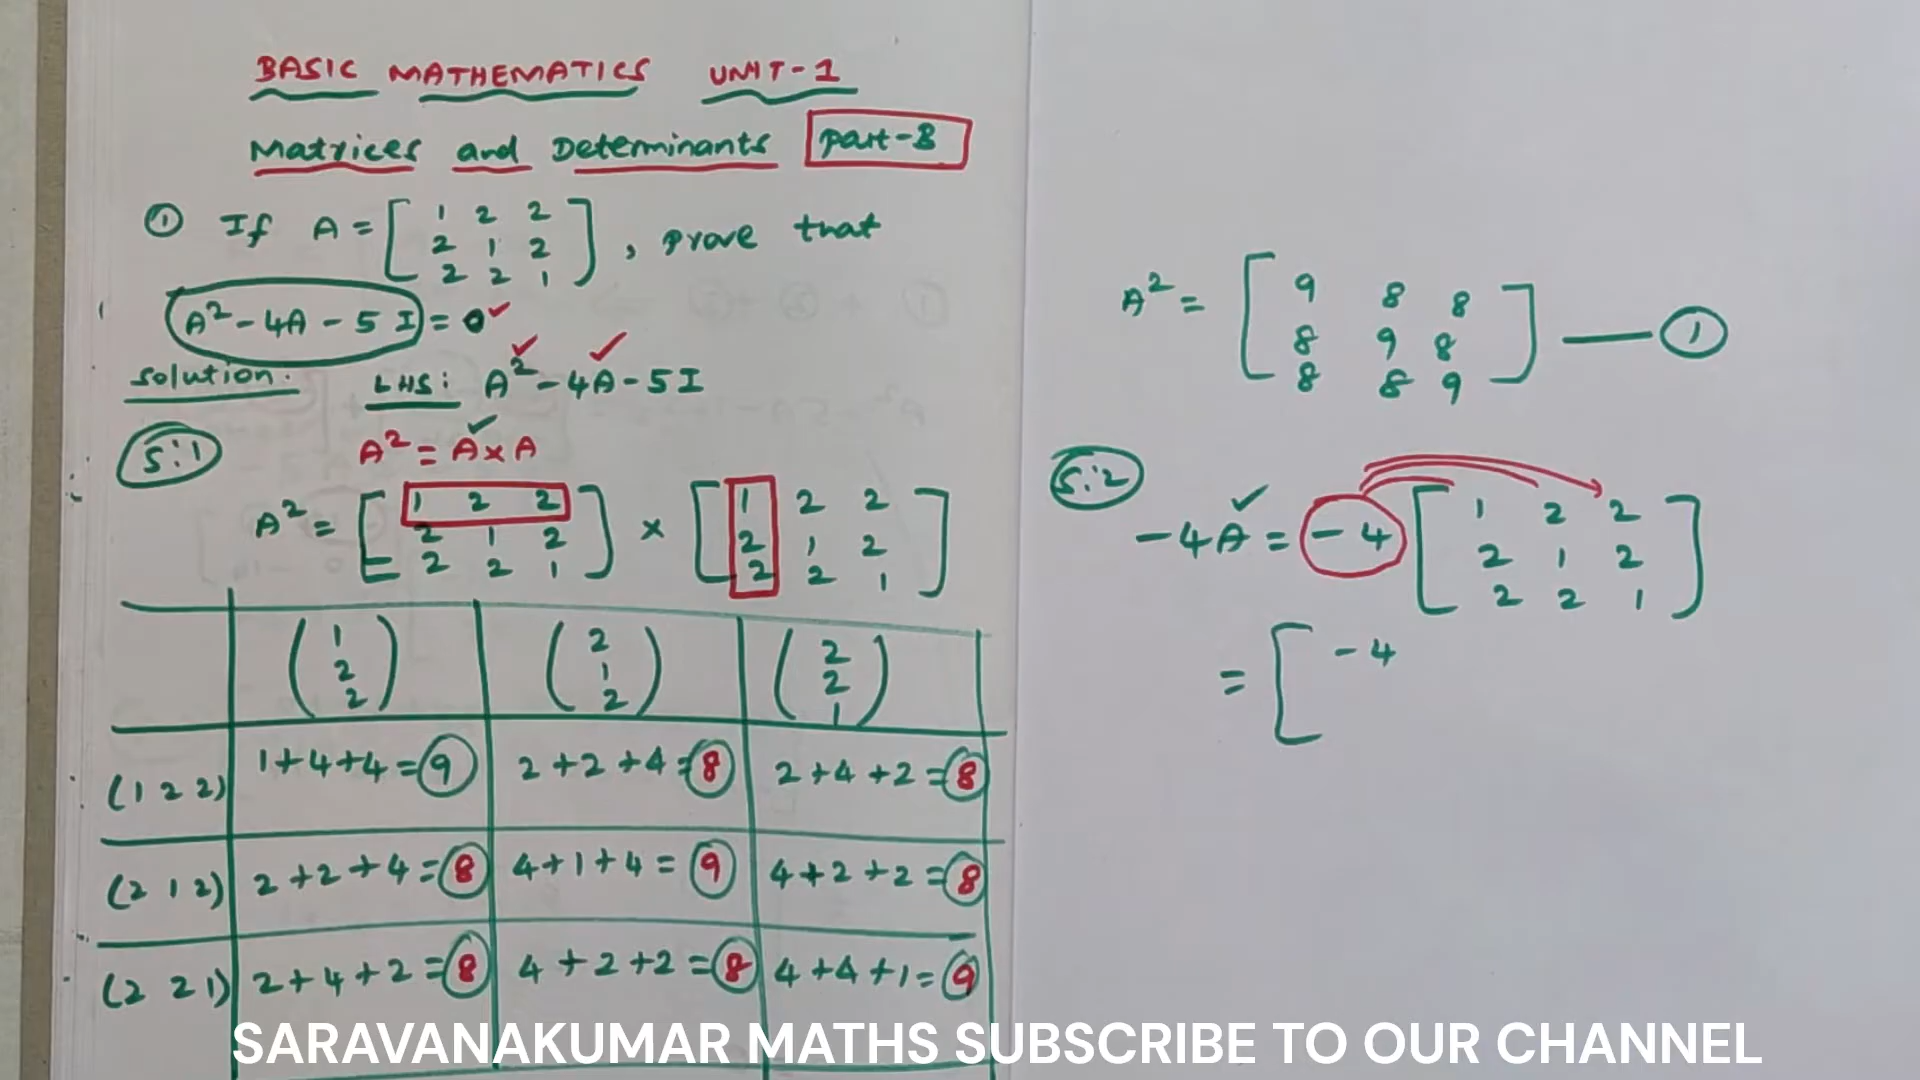 BASIC MATHEMATICS UNIT-1
Matrices and Determinants part-B
① If A = [ 1 2 2
2 1 2
2 2 1 ], prove that
A² - 4A - 5 I = 0 ✓
solution. LHS: A² - 4A - 5I
S:1 A² = A × A
A² = [ 1 2 2
2 1 2
2 2 1 ] × [ 1 2 2
2 1 2
2 2 1 ]
(1 2 2) (2 1 2) (2 2 1)
(1 2 2) 1+4+4=9 2+2+4=8 2+4+2=8
(2 1 2) 2+2+4=8 4+1+4=9 4+2+2=8
(2 2 1) 2+4+2=8 4+2+2=8 4+4+1=9
A² = [ 9 8 8
8 9 8
8 8 9 ] — ①
S:2
-4A = -4 [ 1 2 2
2 1 2
2 2 1 ]
= [ -4
SARAVANAKUMAR MATHS SUBSCRIBE TO OUR CHANNEL